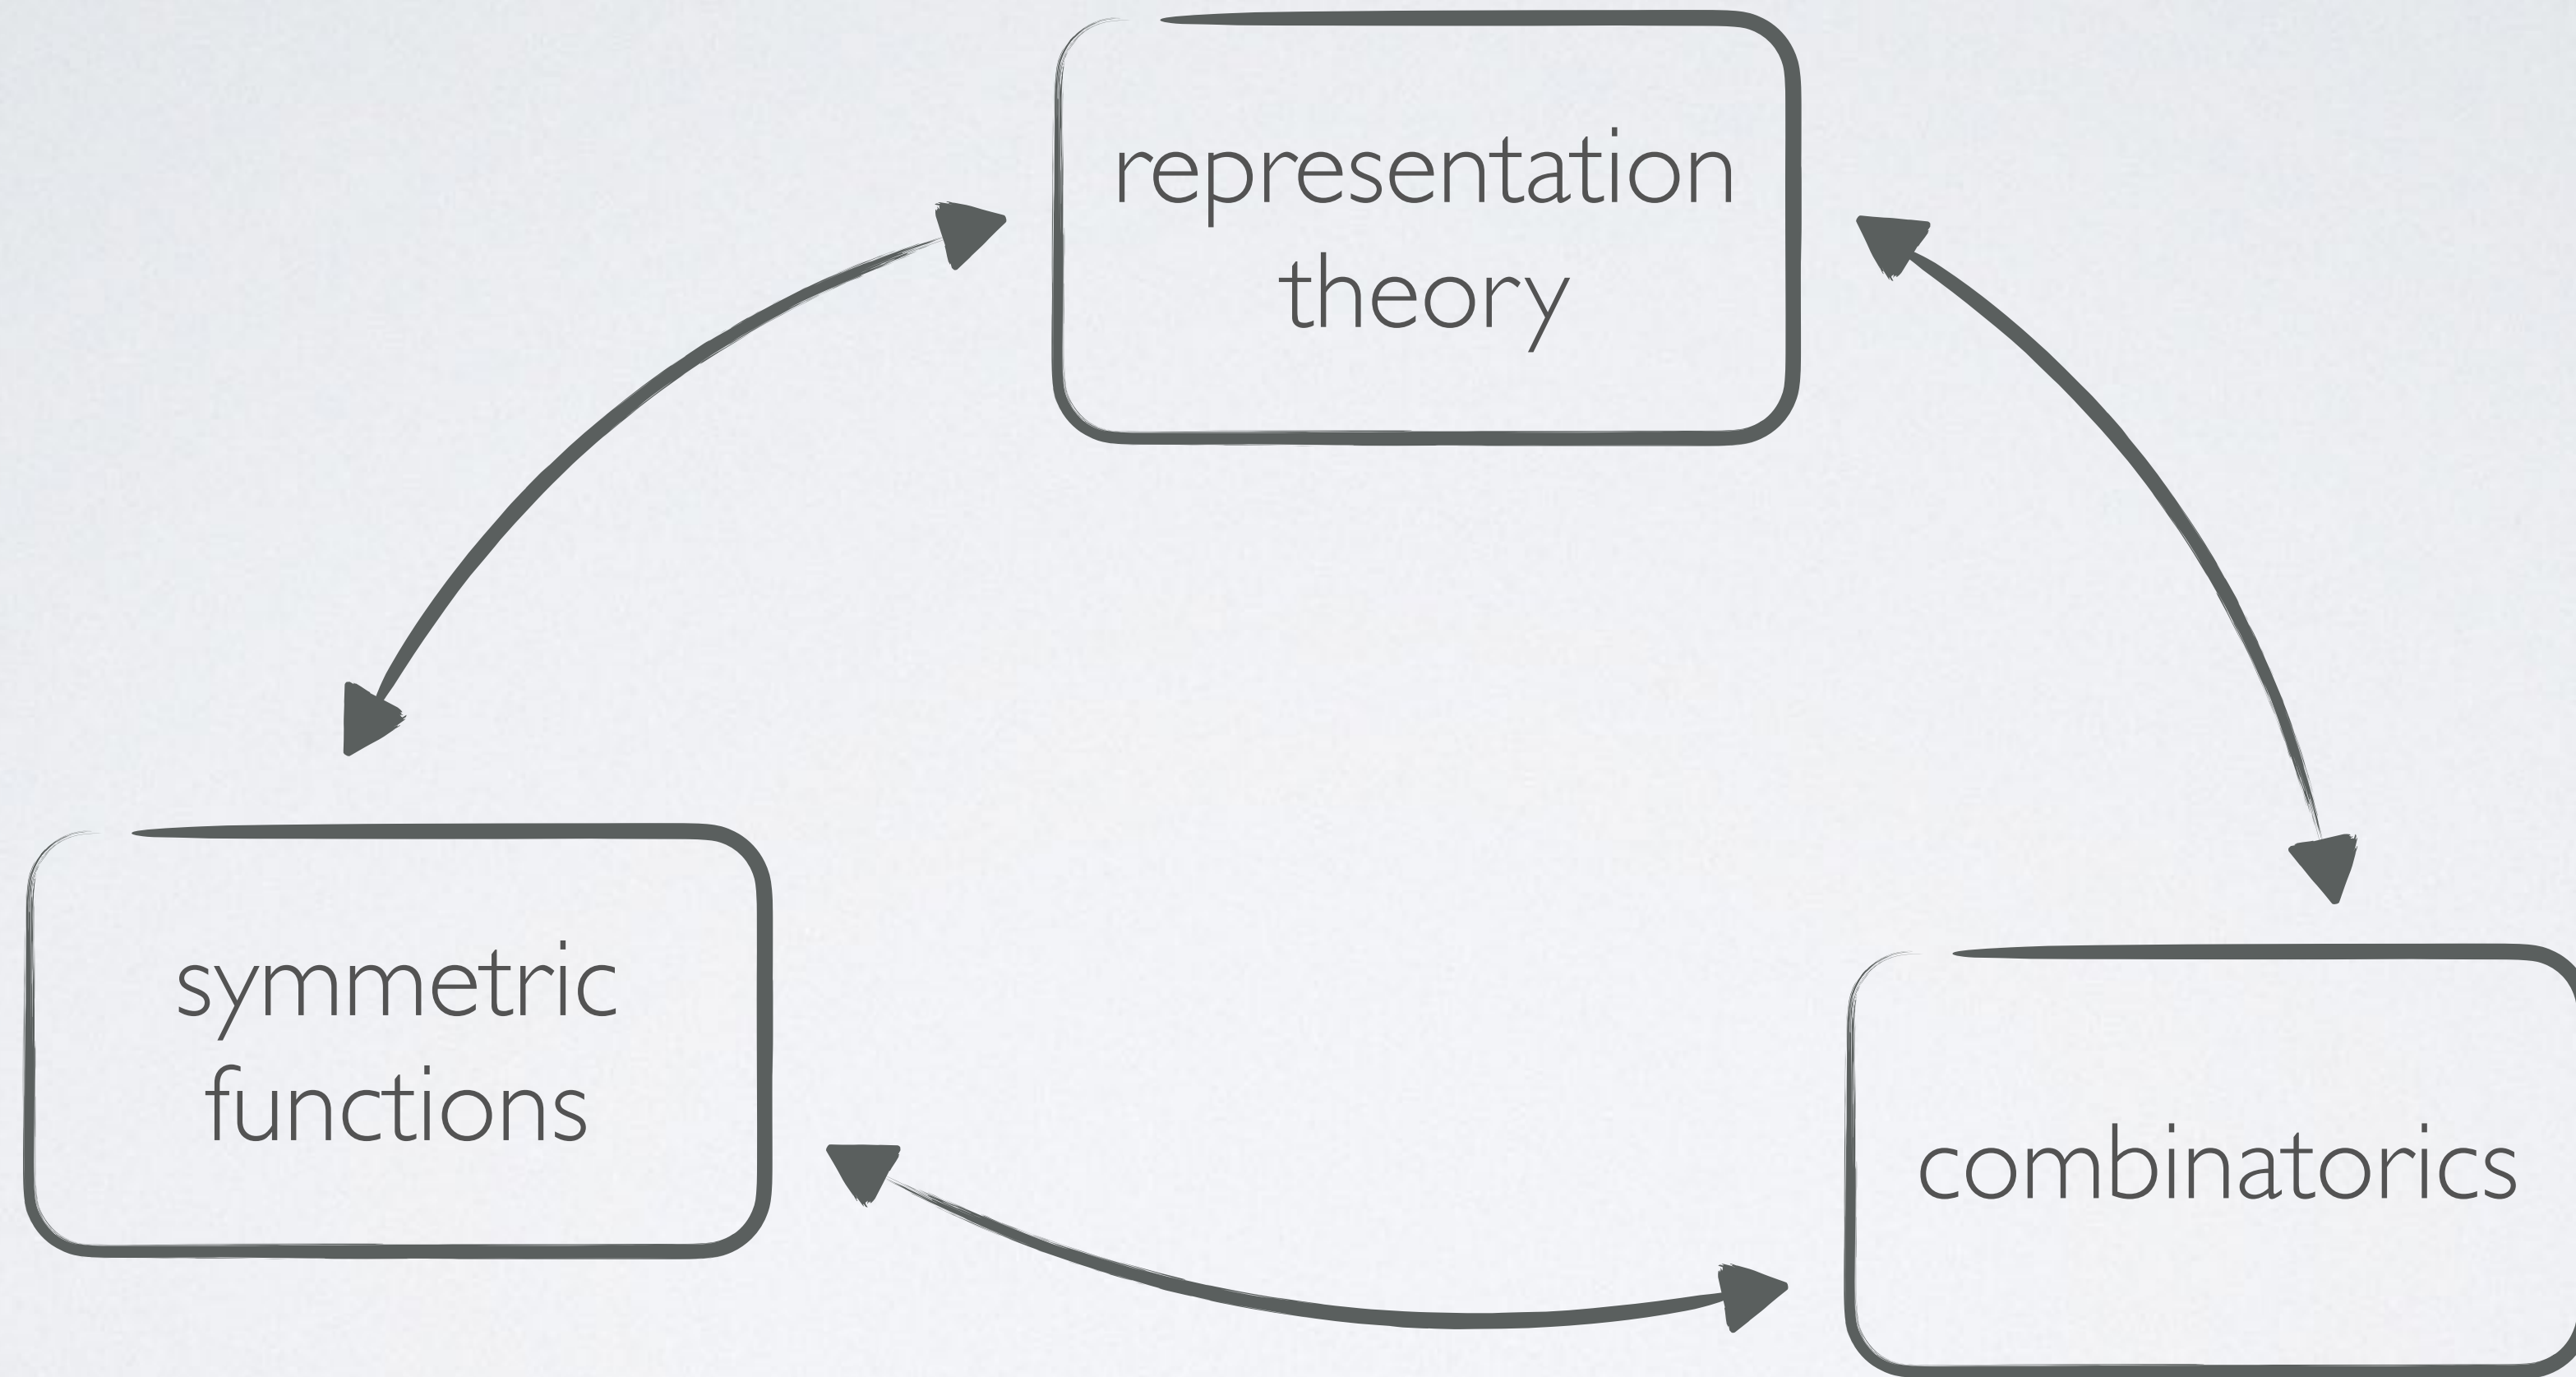 representation
theory
symmetric
functions
combinatorics